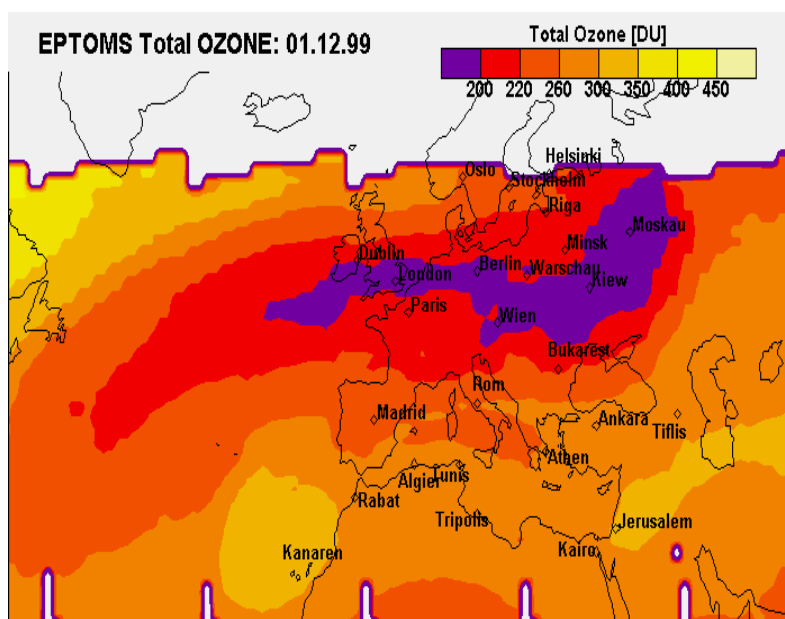 EPTOMS Total OZONE: 01.12.99
Total Ozone [DU]
200 220 260 300 350 400 450
Helsinki
Oslo
Stockholm
Riga
Moskau
Minsk
Dublin
London
Berlin
Warschau
Kiew
Paris
Wien
Bukarest
Rom
Madrid
Ankara
Tiflis
Athen
Algier
Tunis
Rabat
Tripolis
Jerusalem
Kanaren
Kairo